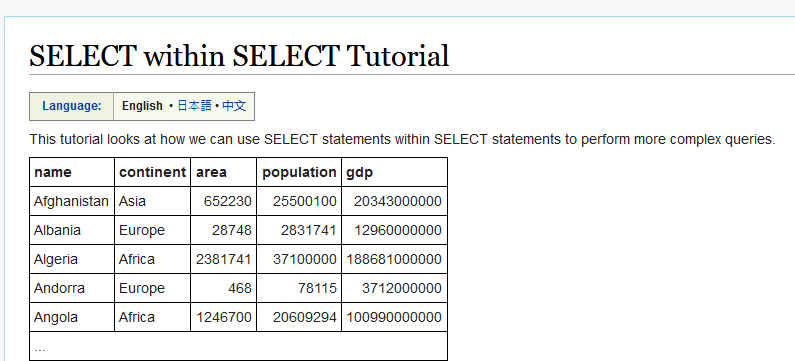 SELECT within SELECT Tutorial
Language: English • 日本語 • 中文
This tutorial looks at how we can use SELECT statements within SELECT statements to perform more complex queries.
name continent area population gdp
Afghanistan Asia 652230 25500100 20343000000
Albania Europe 28748 2831741 12960000000
Algeria Africa 2381741 37100000 188681000000
Andorra Europe 468 78115 3712000000
Angola Africa 1246700 20609294 100990000000
...